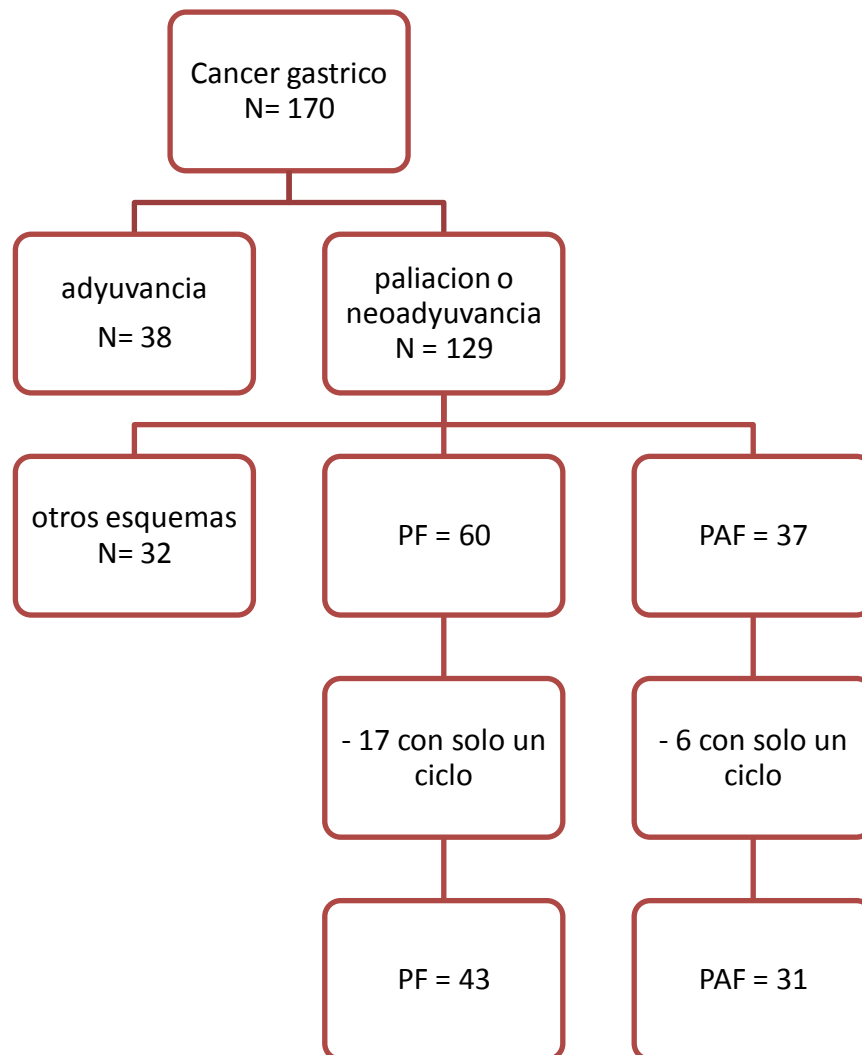 Cancer gastrico
N= 170
adyuvancia
N= 38
paliacion o
neoadyuvancia
N = 129
otros esquemas
N= 32
PF = 60
PAF = 37
- 17 con solo un
ciclo
- 6 con solo un
ciclo
PF = 43
PAF = 31